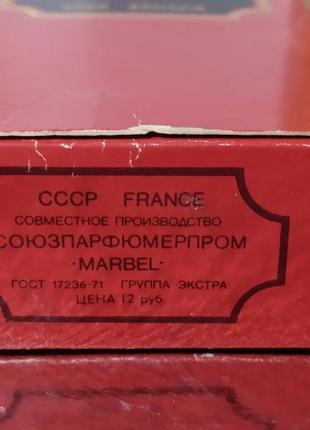 СССР FRANCE
СОВМЕСТНОЕ ПРОИЗВОДСТВО
СОЮЗПАРФЮМЕРПРОМ
·MARBEL·
ГОСТ 17236-71 ГРУППА ·ЭКСТРА·
ЦЕНА 12 руб.